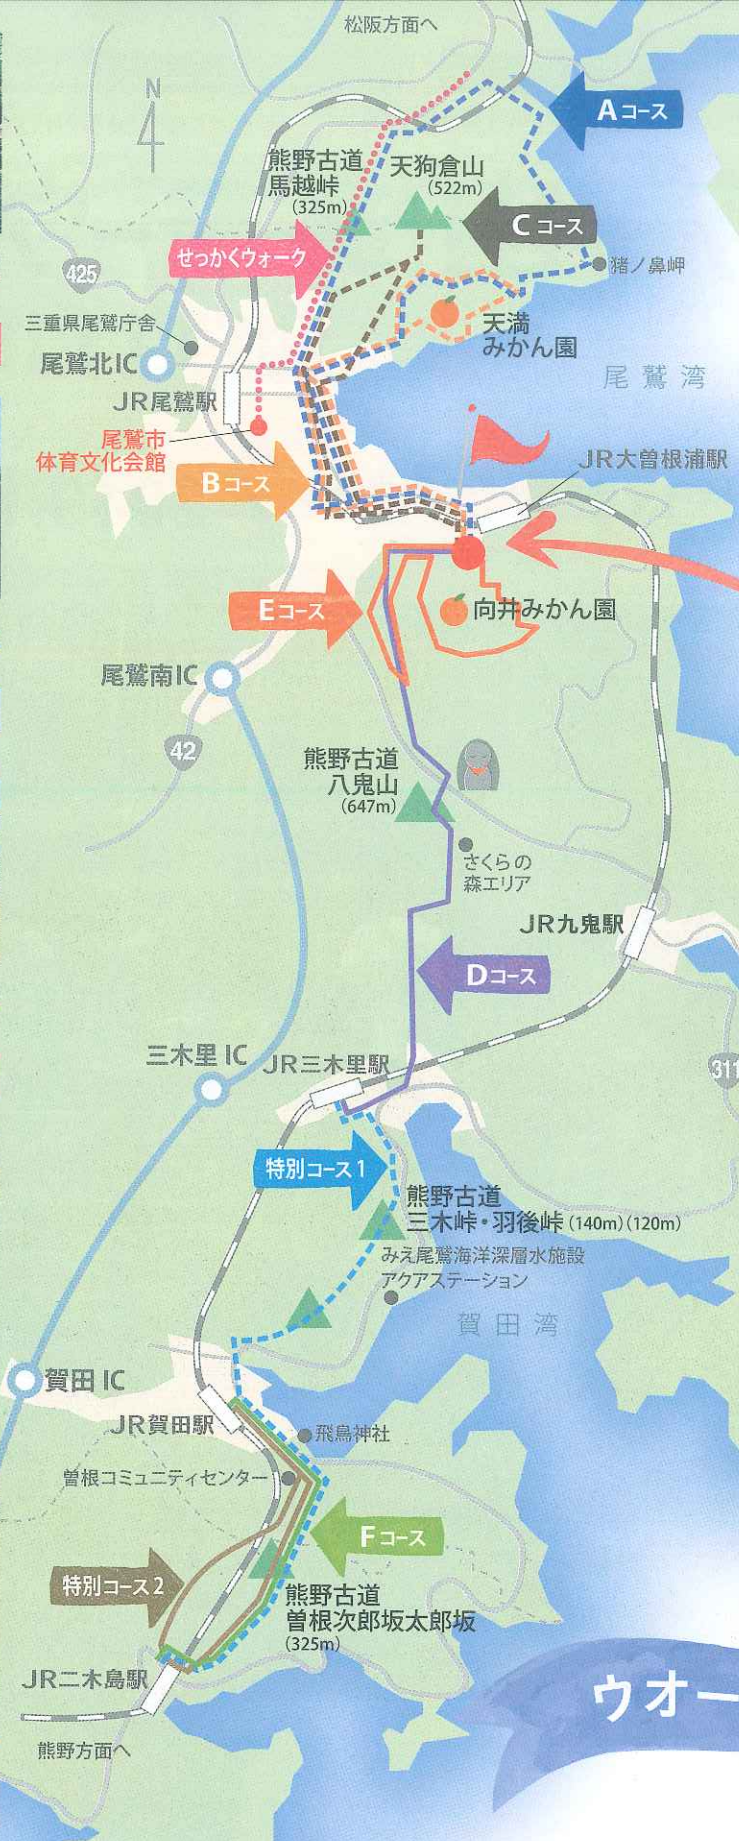 松阪方面へ
N
4
Aコース
熊野古道
馬越峠
(325m)
天狗倉山
(522m)
Cコース
せっかくウォーク
猪ノ鼻岬
425
三重県尾鷲庁舎
天満
みかん園
尾鷲北IC
尾鷲湾
JR尾鷲駅
尾鷲市
体育文化会館
JR大曽根浦駅
Bコース
Eコース
向井みかん園
尾鷲南IC
42
熊野古道
八鬼山
(647m)
さくらの
森エリア
JR九鬼駅
Dコース
三木里IC
JR三木里駅
311
特別コース1
熊野古道
三木峠・羽後峠(140m)(120m)
みえ尾鷲海洋深層水施設
アクアステーション
賀田湾
賀田IC
JR賀田駅
飛鳥神社
曽根コミュニティセンター
Fコース
特別コース2
熊野古道
曽根次郎坂太郎坂
(325m)
JR二木島駅
ウオー
熊野方面へ